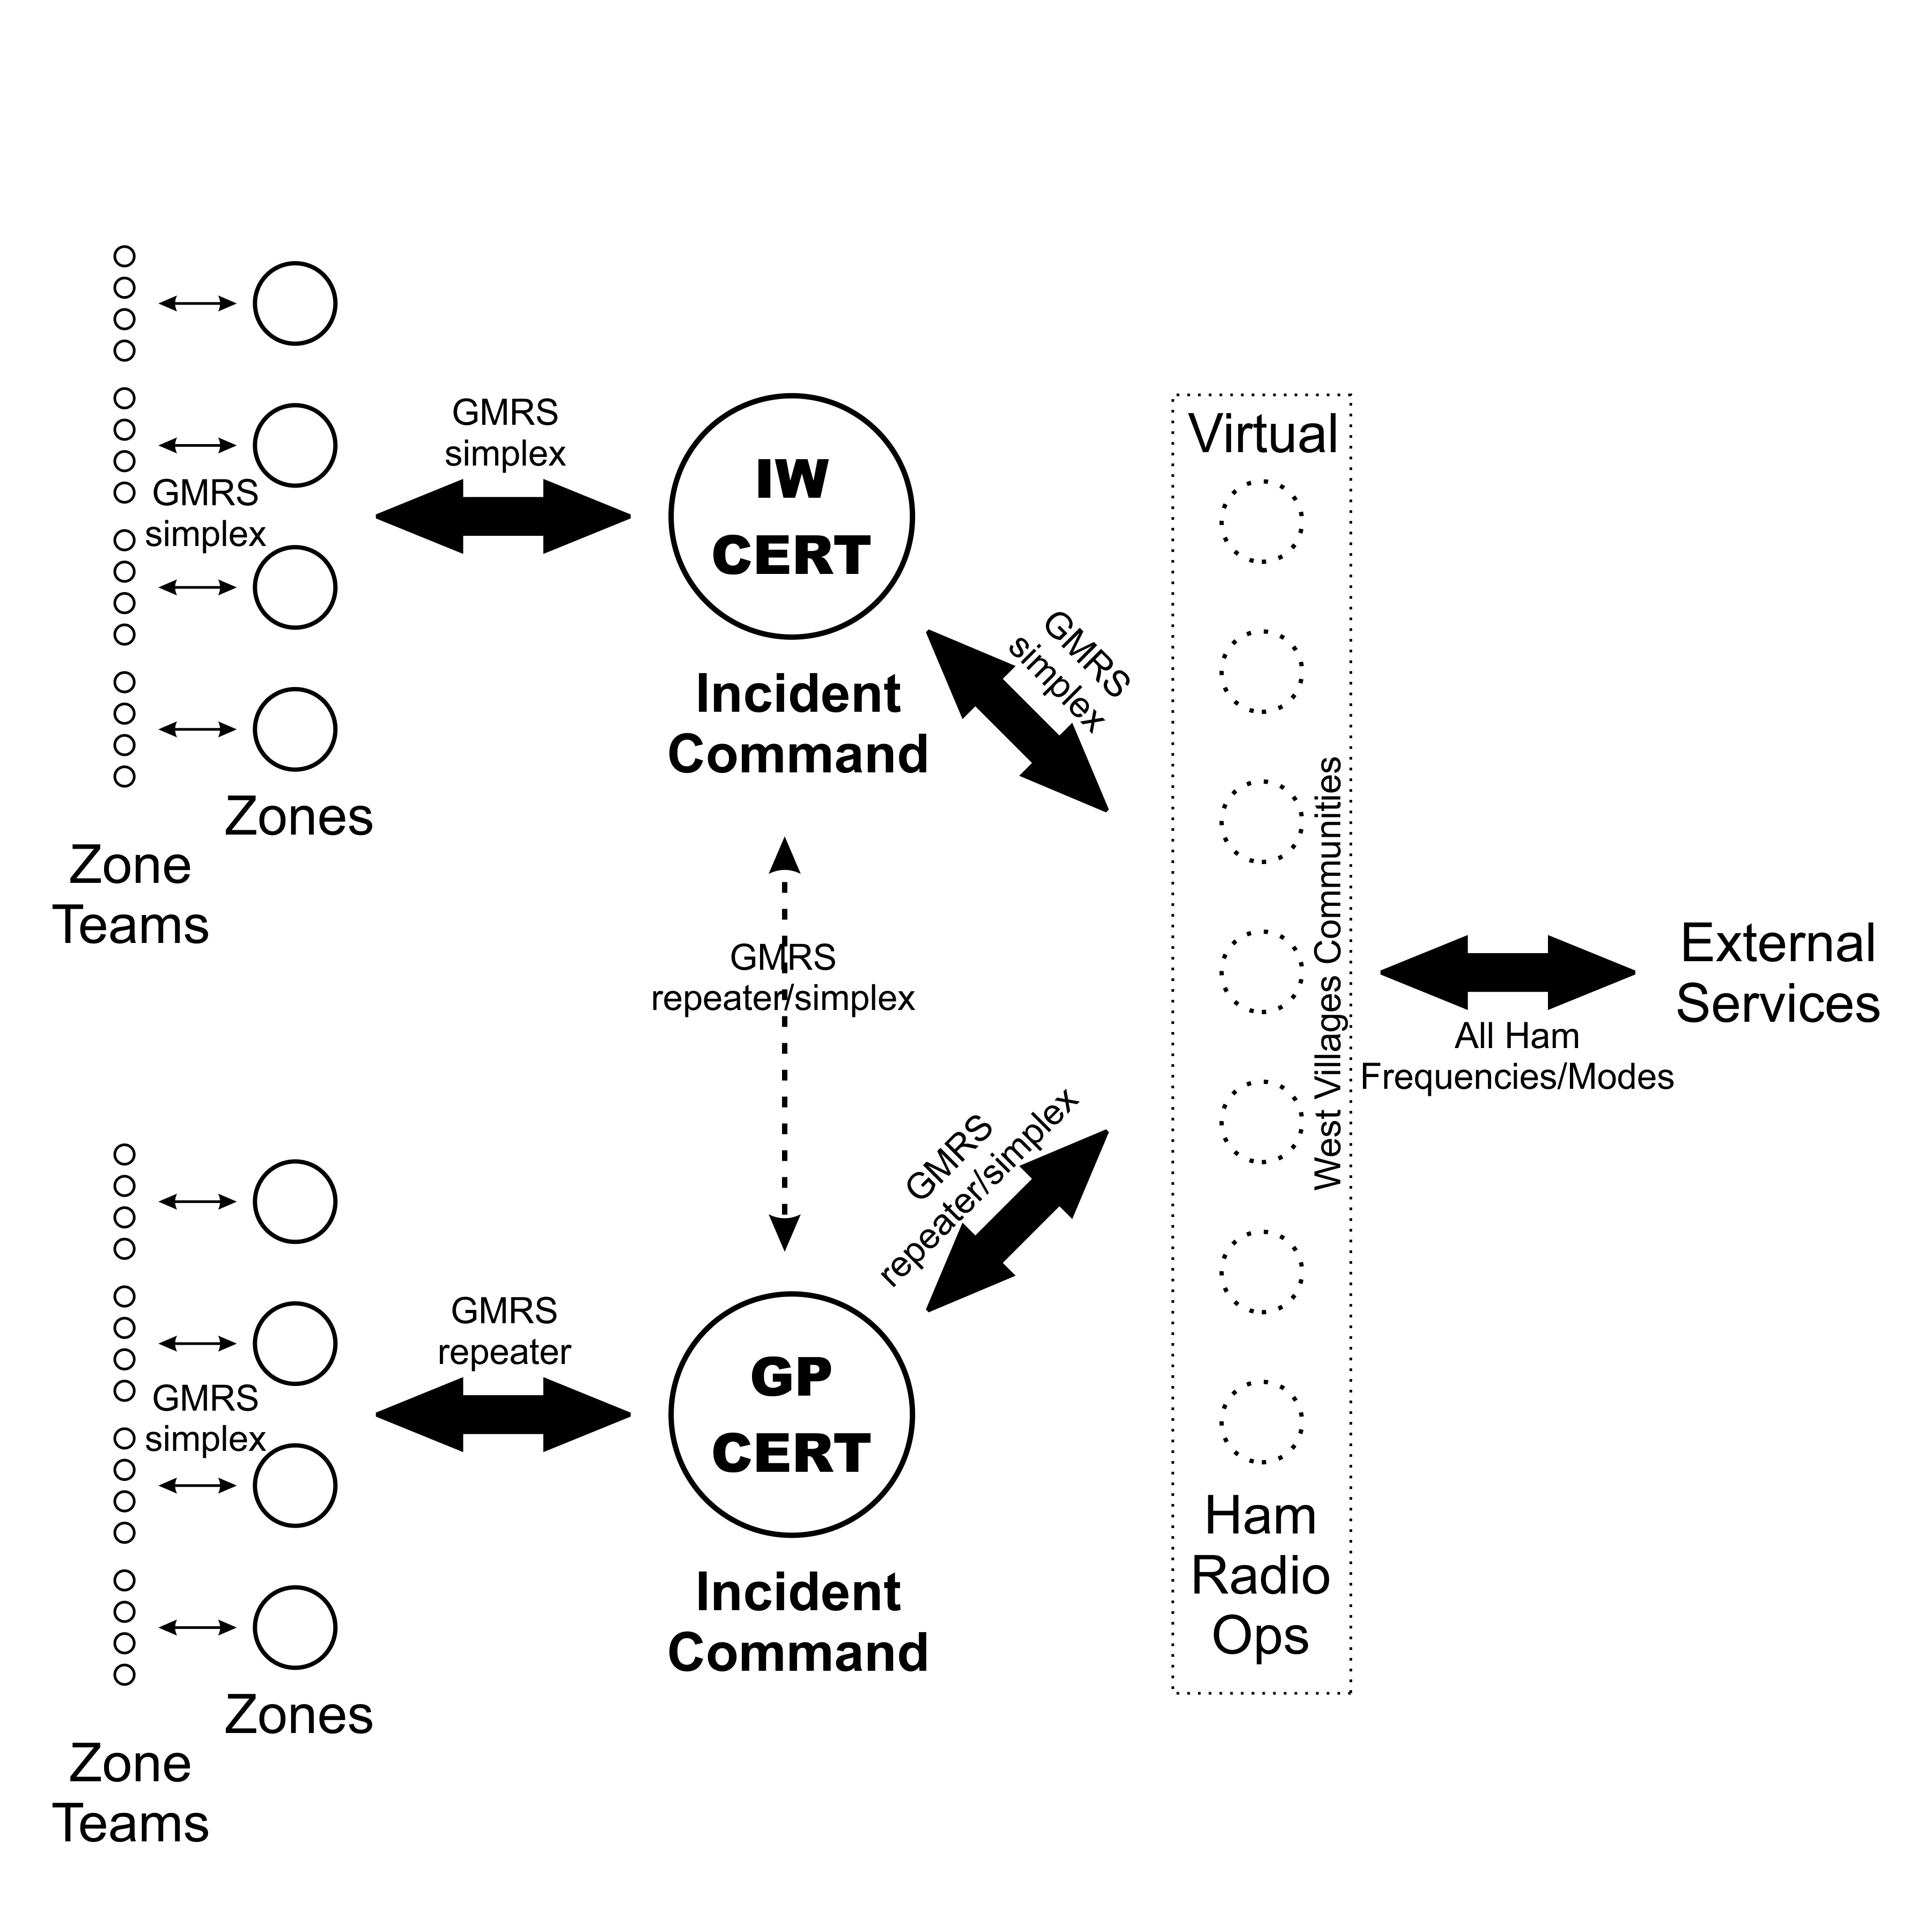 GMRS
simplex
Zones
Zone
Teams
GMRS
simplex
IW
CERT
Incident
Command
GMRS
simplex
GMRS
repeater/simplex
GMRS
simplex
Zones
Zone
Teams
GMRS
repeater
GP
CERT
Incident
Command
GMRS
repeater/simplex
Virtual
West Villages Communities
Ham
Radio
Ops
All Ham
Frequencies/Modes
External
Services